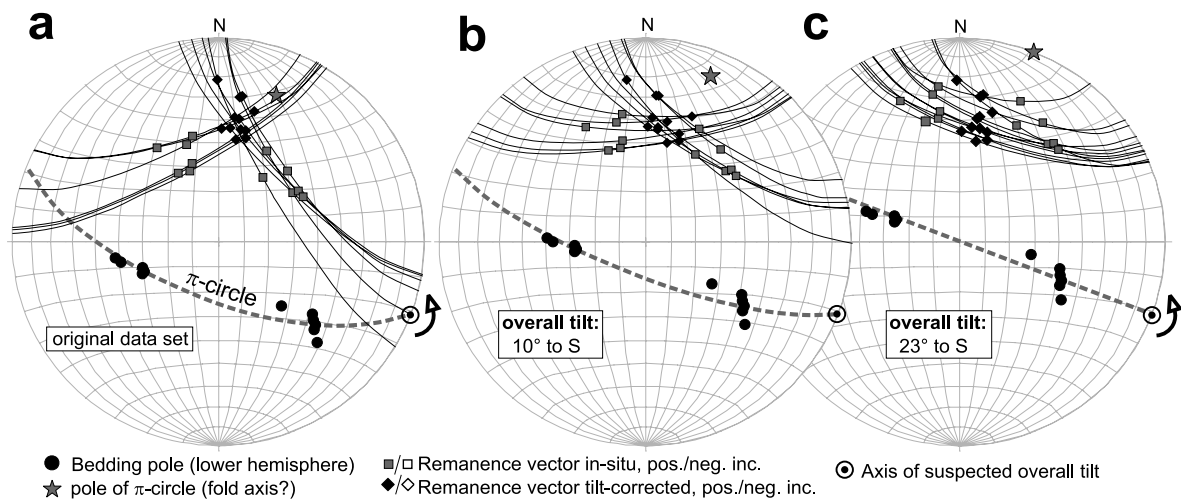 a
N
π-circle
original data set
b
N
overall tilt:
10° to S
c
N
overall tilt:
23° to S
Bedding pole (lower hemisphere)
pole of π-circle (fold axis?)
Remanence vector in-situ, pos./neg. inc.
Remanence vector tilt-corrected, pos./neg. inc.
Axis of suspected overall tilt